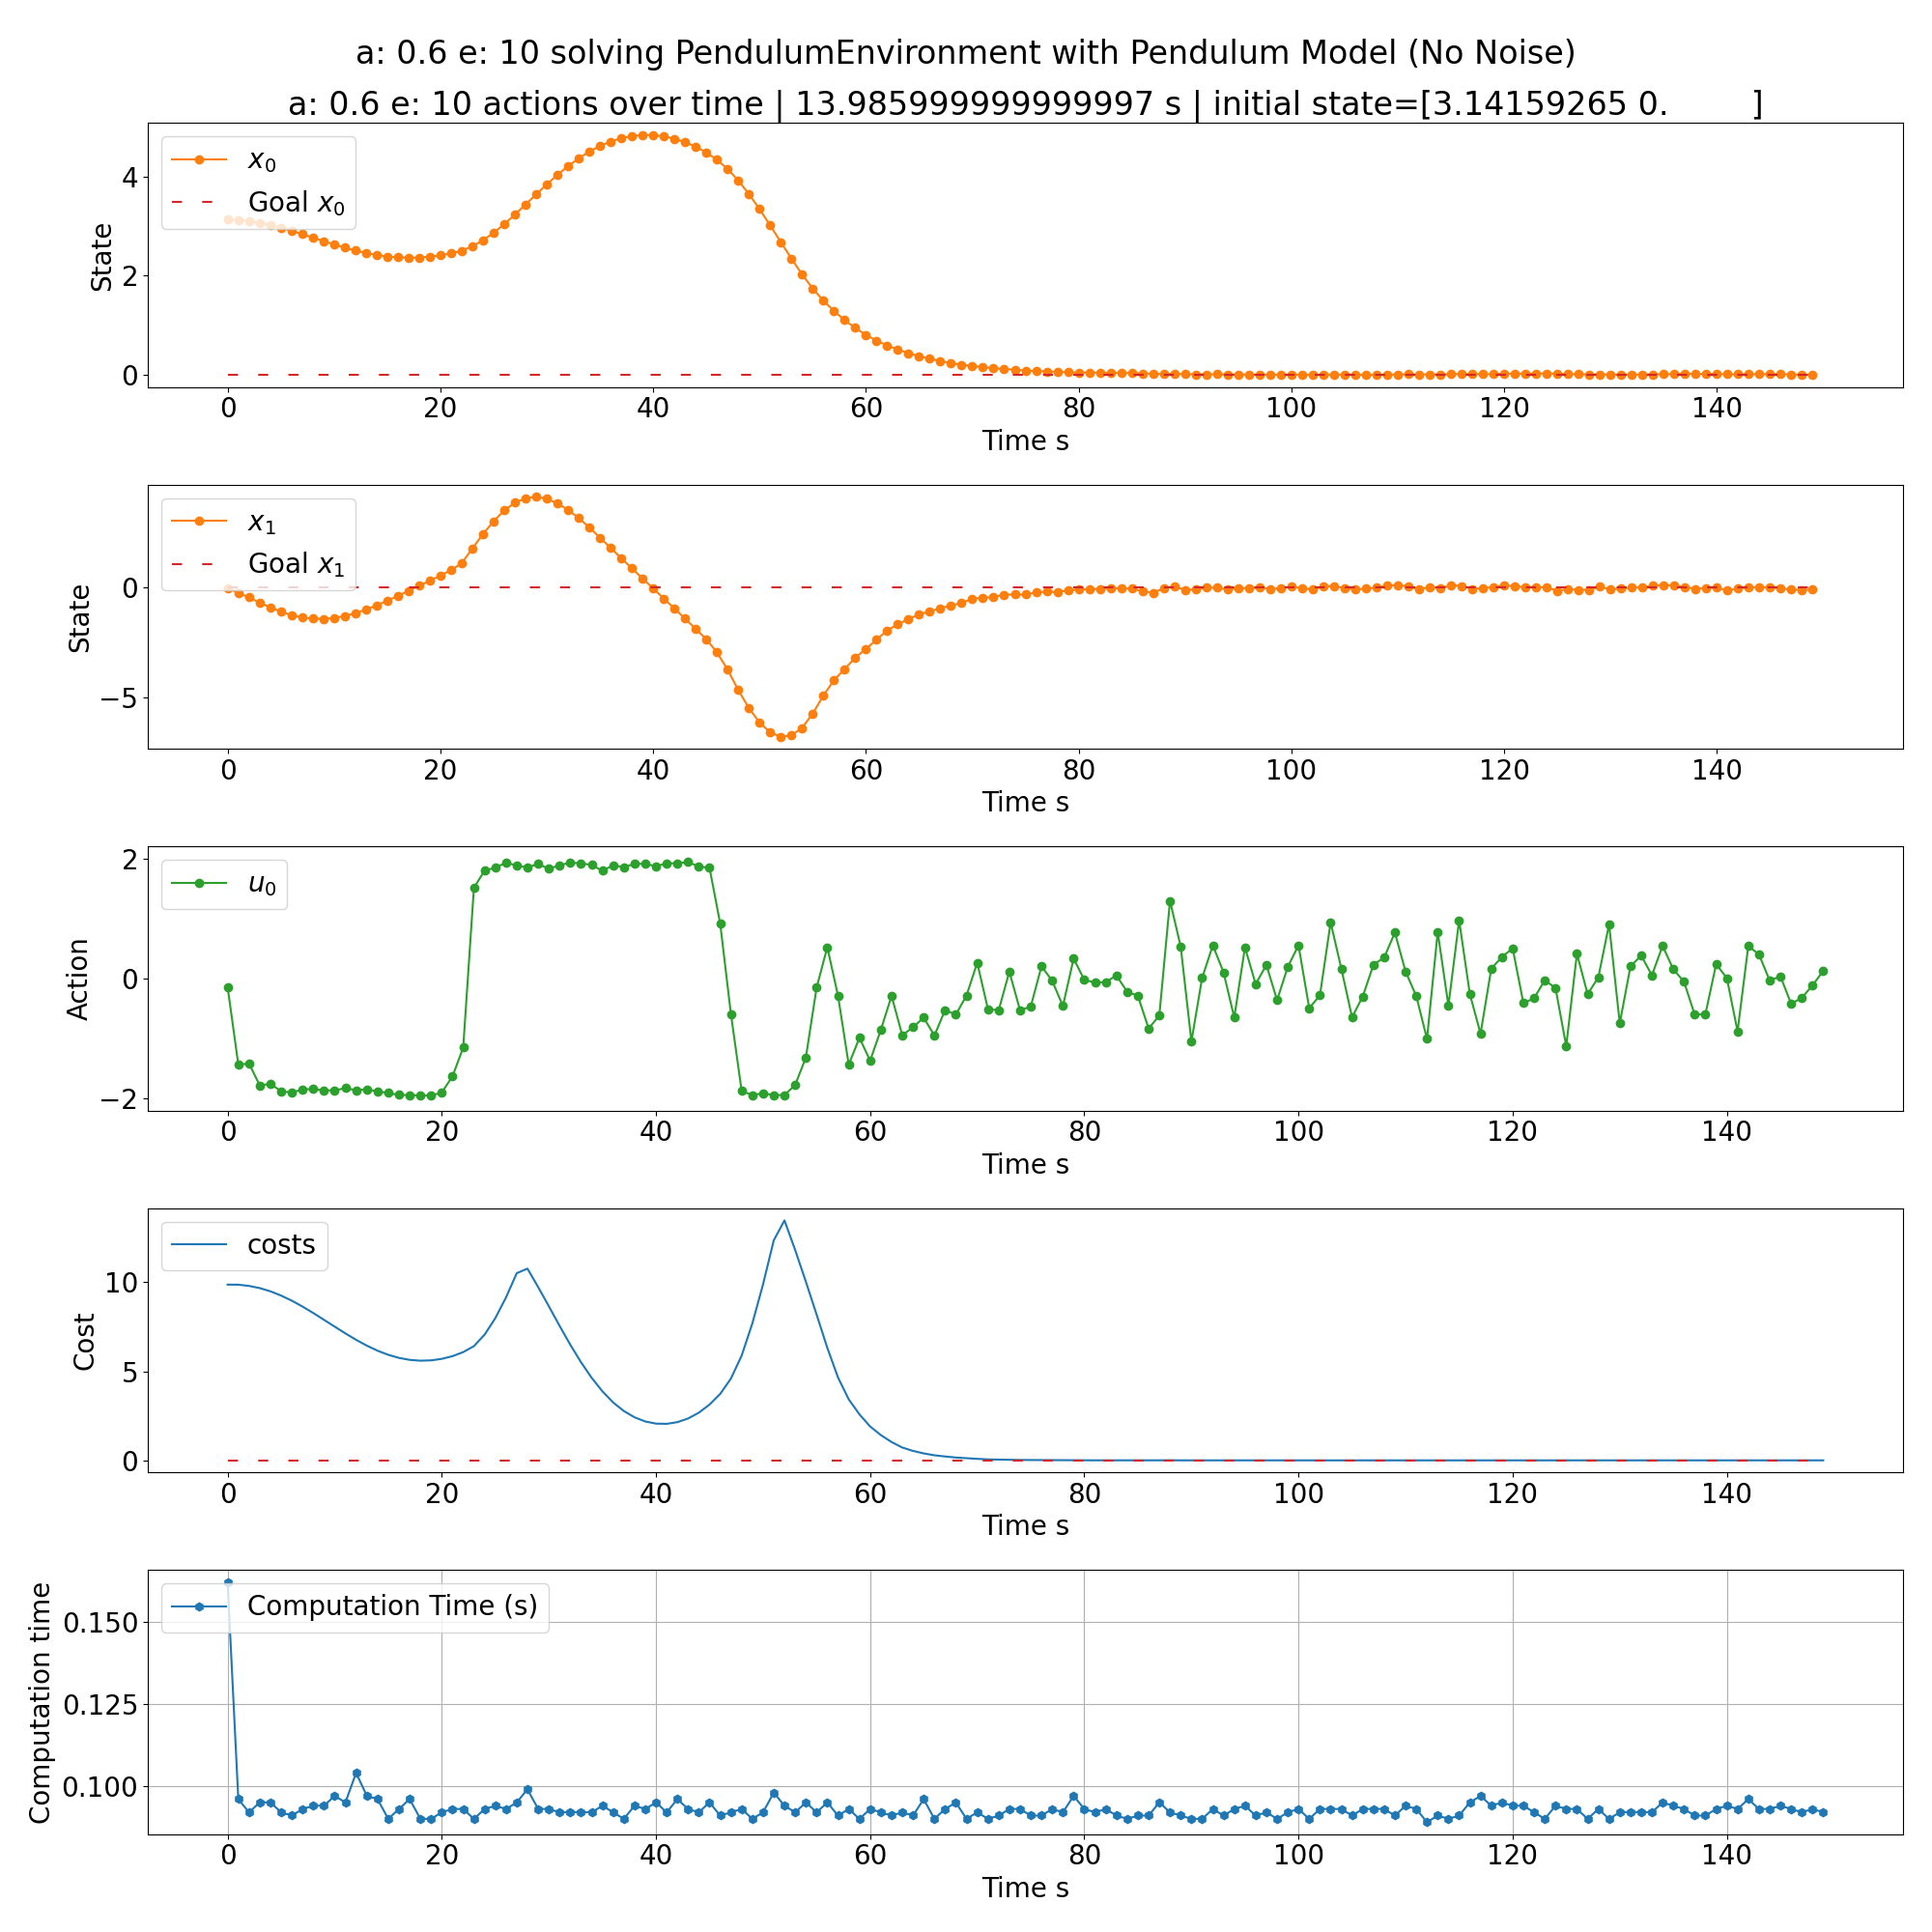 a: 0.6 e: 10 solving PendulumEnvironment with Pendulum Model (No Noise)
a: 0.6 e: 10 actions over time | 13.985999999999997 s | initial state=[3.14159265 0.        ]
x₀
Goal x₀
State
4
2
0
0 20 40 60 80 100 120 140
Time s
x₁
Goal x₁
State
0
−5
0 20 40 60 80 100 120 140
Time s
u₀
Action
2
0
−2
0 20 40 60 80 100 120 140
Time s
costs
Cost
10
5
0
0 20 40 60 80 100 120 140
Time s
Computation Time (s)
Computation time
0.150
0.125
0.100
0 20 40 60 80 100 120 140
Time s